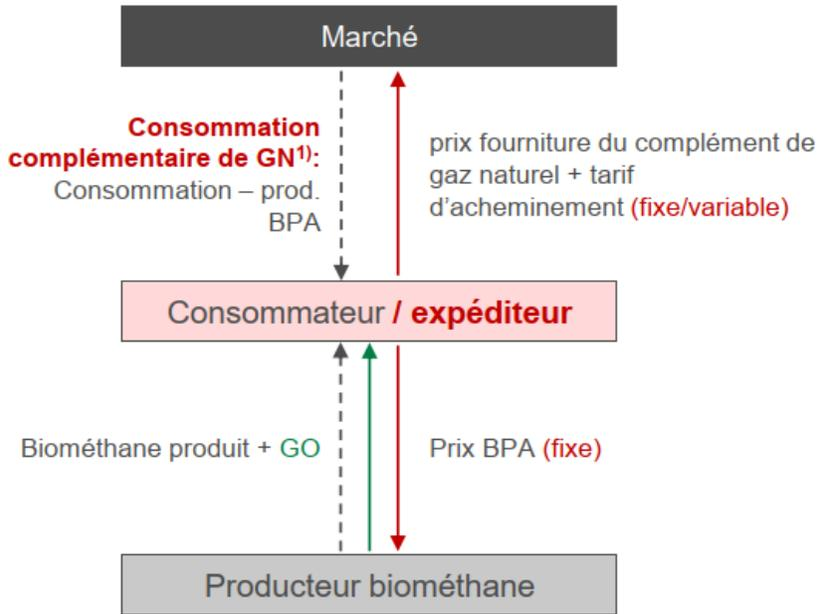 Marché
Consommation
complémentaire de GN¹⁾:
Consommation – prod.
BPA
prix fourniture du complément de
gaz naturel + tarif
d'acheminement (fixe/variable)
Consommateur / expéditeur
Biométhane produit + GO
Prix BPA (fixe)
Producteur biométhane